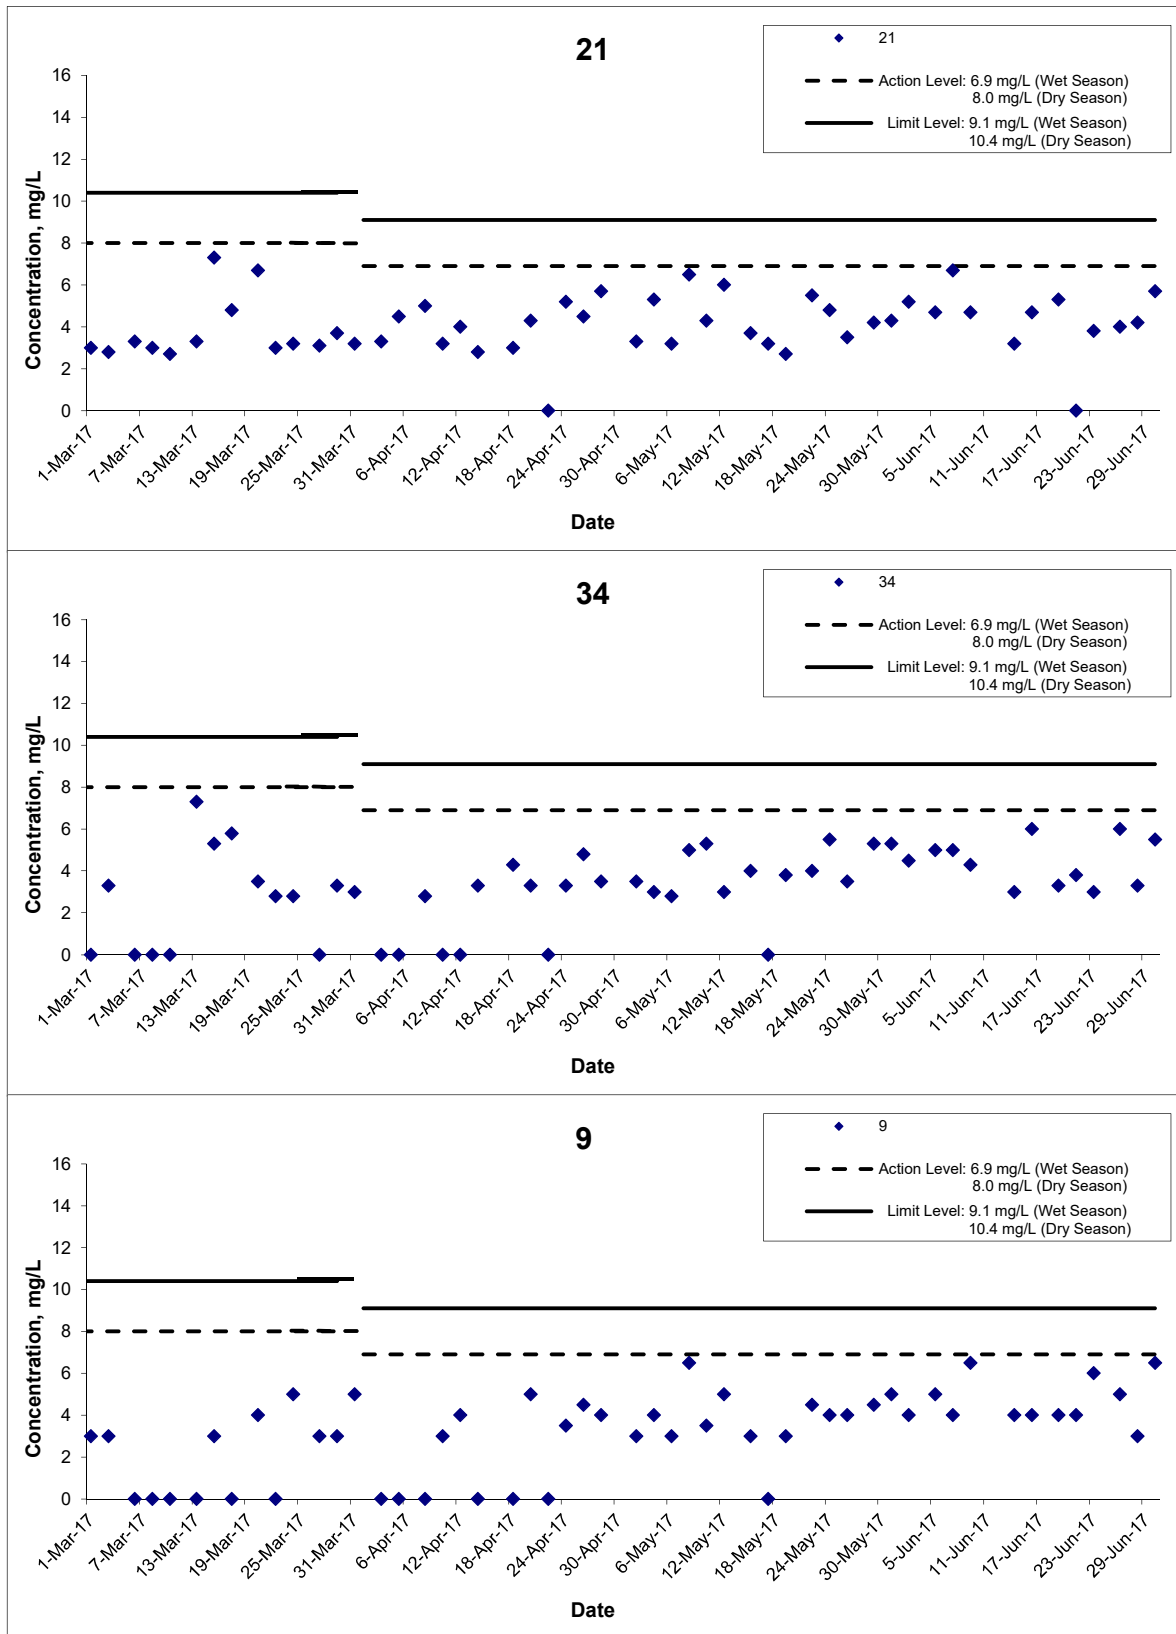 21
21
Action Level: 6.9 mg/L (Wet Season)
8.0 mg/L (Dry Season)
Limit Level: 9.1 mg/L (Wet Season)
10.4 mg/L (Dry Season)
Concentration, mg/L
16
14
12
10
8
6
4
2
0
1-Mar-17
7-Mar-17
13-Mar-17
19-Mar-17
25-Mar-17
31-Mar-17
6-Apr-17
12-Apr-17
18-Apr-17
24-Apr-17
30-Apr-17
6-May-17
12-May-17
18-May-17
24-May-17
30-May-17
5-Jun-17
11-Jun-17
17-Jun-17
23-Jun-17
29-Jun-17
Date
34
34
Action Level: 6.9 mg/L (Wet Season)
8.0 mg/L (Dry Season)
Limit Level: 9.1 mg/L (Wet Season)
10.4 mg/L (Dry Season)
Concentration, mg/L
16
14
12
10
8
6
4
2
0
1-Mar-17
7-Mar-17
13-Mar-17
19-Mar-17
25-Mar-17
31-Mar-17
6-Apr-17
12-Apr-17
18-Apr-17
24-Apr-17
30-Apr-17
6-May-17
12-May-17
18-May-17
24-May-17
30-May-17
5-Jun-17
11-Jun-17
17-Jun-17
23-Jun-17
29-Jun-17
Date
9
9
Action Level: 6.9 mg/L (Wet Season)
8.0 mg/L (Dry Season)
Limit Level: 9.1 mg/L (Wet Season)
10.4 mg/L (Dry Season)
Concentration, mg/L
16
14
12
10
8
6
4
2
0
1-Mar-17
7-Mar-17
13-Mar-17
19-Mar-17
25-Mar-17
31-Mar-17
6-Apr-17
12-Apr-17
18-Apr-17
24-Apr-17
30-Apr-17
6-May-17
12-May-17
18-May-17
24-May-17
30-May-17
5-Jun-17
11-Jun-17
17-Jun-17
23-Jun-17
29-Jun-17
Date